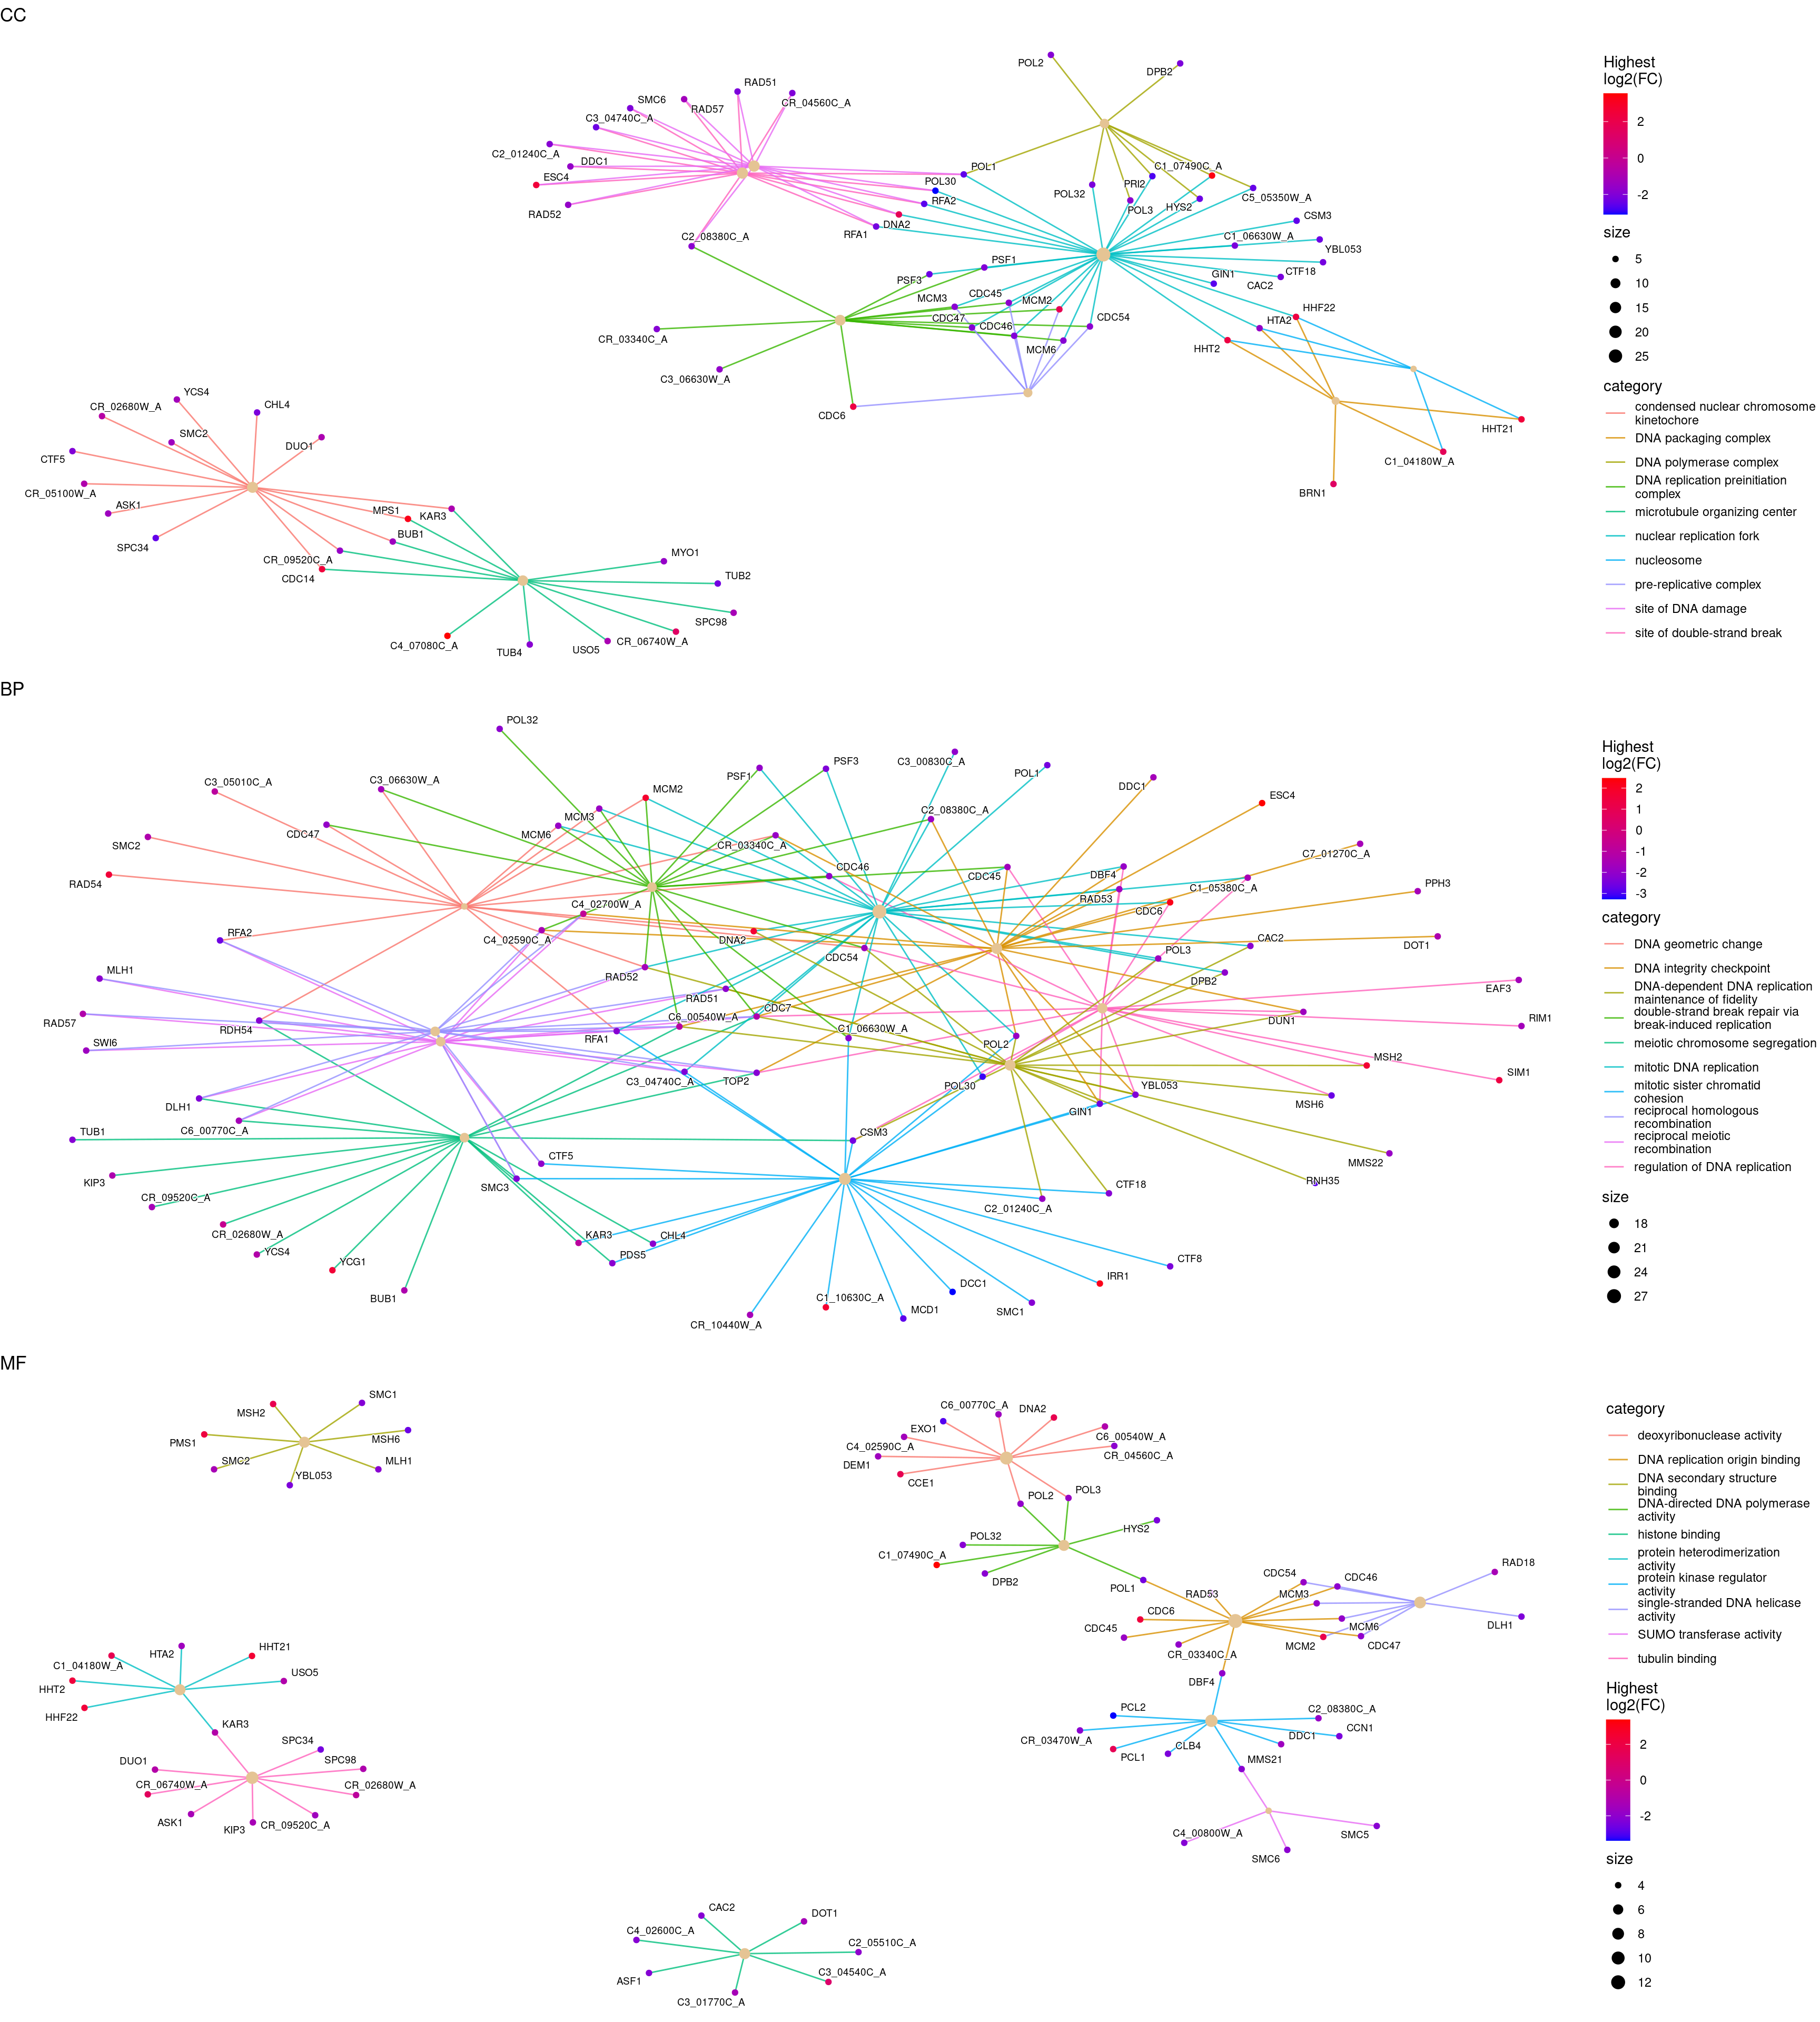 CC
POL2
DPB2
RAD51
SMC6
RAD57
CR_04560C_A
C3_04740C_A
C2_01240C_A
DDC1
ESC4
RAD52
POL1
POL30
RFA2
DNA2
RFA1
C2_08380C_A
C1_07490C_A
PRI2
POL32
POL3
HYS2
C5_05350W_A
CSM3
C1_06630W_A
YBL053
CTF18
GIN1
CAC2
PSF1
PSF3
MCM3
CDC45
MCM2
CDC47
CDC46
CDC54
MCM6
HHF22
HTA2
HHT2
CR_03340C_A
C3_06630W_A
CDC6
HHT21
C1_04180W_A
BRN1
YCS4
CR_02680W_A
CHL4
SMC2
DUO1
CTF5
CR_05100W_A
ASK1
SPC34
MPS1
KAR3
BUB1
CR_09520C_A
CDC14
MYO1
TUB2
SPC98
CR_06740W_A
USO5
TUB4
C4_07080C_A
Highest
log2(FC)
2
0
-2
size
5
10
15
20
25
category
condensed nuclear chromosome
kinetochore
DNA packaging complex
DNA polymerase complex
DNA replication preinitiation
complex
microtubule organizing center
nuclear replication fork
nucleosome
pre-replicative complex
site of DNA damage
site of double-strand break
BP
POL32
C3_05010C_A
C3_06630W_A
PSF1
PSF3
C3_00830C_A
POL1
DDC1
ESC4
MCM2
MCM3
MCM6
CDC47
SMC2
RAD54
CR_03340C_A
C2_08380C_A
C7_01270C_A
CDC46
CDC45
DBF4
RAD53
C1_05380C_A
PPH3
CDC6
C4_02700W_A
C4_02590C_A
DNA2
RFA2
CDC54
CAC2
DOT1
POL3
DPB2
RAD52
MLH1
RAD51
EAF3
RAD57
RDH54
C6_00540W_A
CDC7
C1_06630W_A
RIM1
DUN1
RFA1
SWI6
POL2
MSH2
SIM1
C3_04740C_A
TOP2
POL30
YBL053
MSH6
GIN1
DLH1
C6_00770C_A
TUB1
CSM3
CTF5
MMS22
KIP3
SMC3
RNH35
CTF18
CR_09520C_A
C2_01240C_A
CR_02680W_A
YCS4
KAR3
CHL4
PDS5
YCG1
BUB1
CTF8
IRR1
DCC1
C1_10630C_A
MCD1
SMC1
CR_10440W_A
Highest
log2(FC)
2
1
0
-1
-2
-3
category
DNA geometric change
DNA integrity checkpoint
DNA-dependent DNA replication
maintenance of fidelity
double-strand break repair via
break-induced replication
meiotic chromosome segregation
mitotic DNA replication
mitotic sister chromatid
cohesion
reciprocal homologous
recombination
reciprocal meiotic
recombination
regulation of DNA replication
size
18
21
24
27
MF
SMC1
MSH2
PMS1
MSH6
SMC2
MLH1
YBL053
C6_00770C_A
DNA2
EXO1
C6_00540W_A
C4_02590C_A
CR_04560C_A
DEM1
CCE1
POL2
POL3
HYS2
POL32
C1_07490C_A
DPB2
POL1
RAD53
CDC54
CDC46
RAD18
MCM3
CDC6
CDC45
MCM6
MCM2
CDC47
DLH1
CR_03340C_A
DBF4
PCL2
C2_08380C_A
CR_03470W_A
CCN1
DDC1
PCL1
CLB4
MMS21
C4_00800W_A
SMC5
SMC6
HTA2
HHT21
C1_04180W_A
USO5
HHT2
HHF22
KAR3
SPC34
DUO1
SPC98
CR_06740W_A
CR_02680W_A
ASK1
KIP3
CR_09520C_A
CAC2
DOT1
C4_02600C_A
C2_05510C_A
ASF1
C3_04540C_A
C3_01770C_A
category
deoxyribonuclease activity
DNA replication origin binding
DNA secondary structure
binding
DNA-directed DNA polymerase
activity
histone binding
protein heterodimerization
activity
protein kinase regulator
activity
single-stranded DNA helicase
activity
SUMO transferase activity
tubulin binding
Highest
log2(FC)
2
0
-2
size
4
6
8
10
12